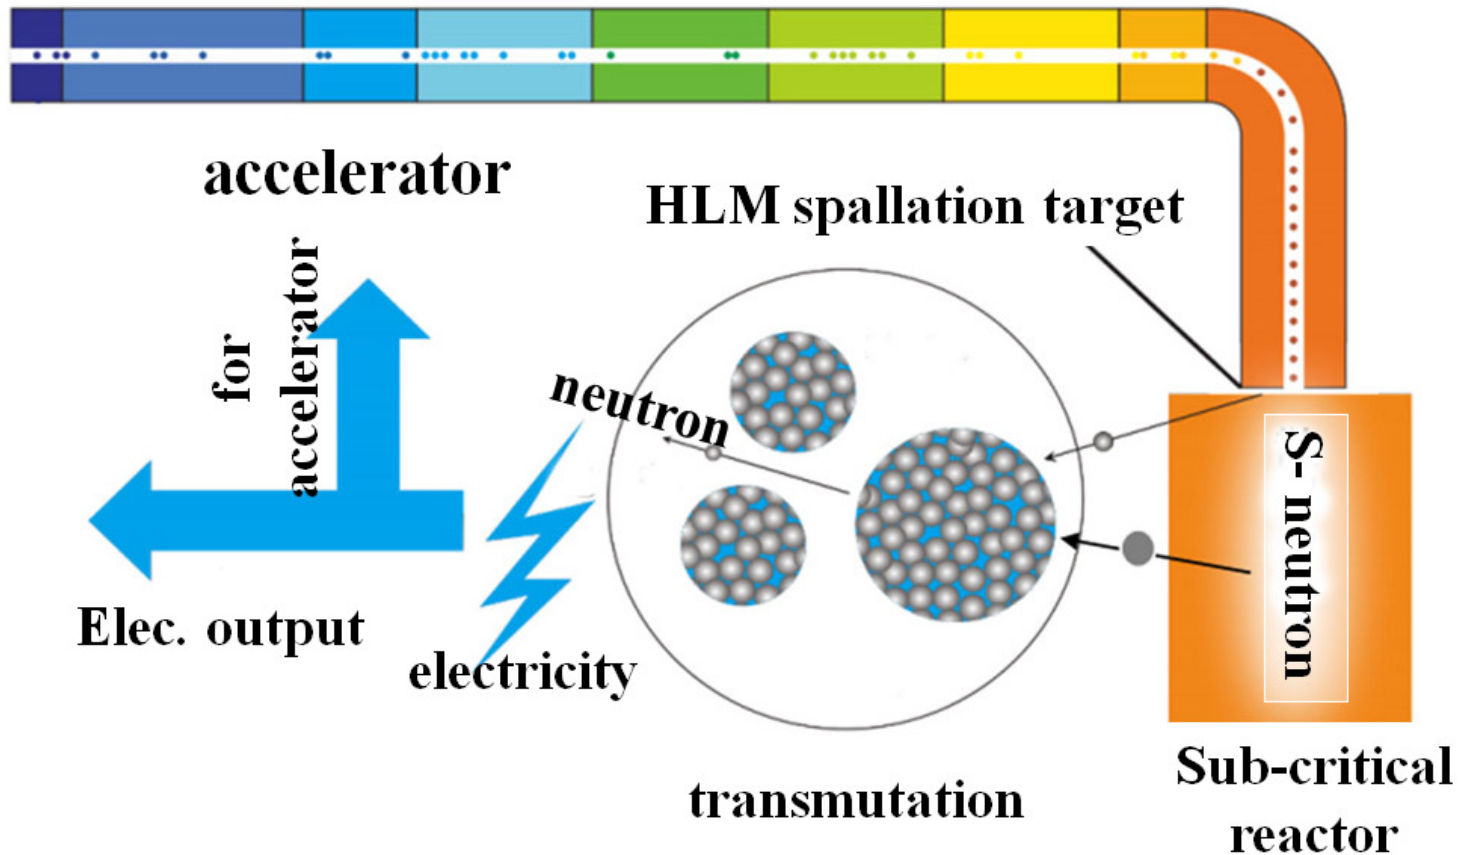 accelerator
HLM spallation target
for
accelerator
neutron
S- neutron
Elec. output
electricity
transmutation
Sub-critical
reactor